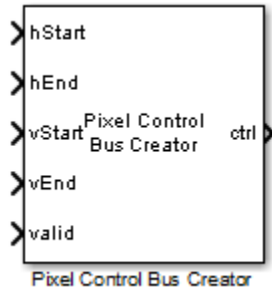 hStart
hEnd
vStart Pixel Control
Bus Creator
ctrl
vEnd
valid
Pixel Control Bus Creator